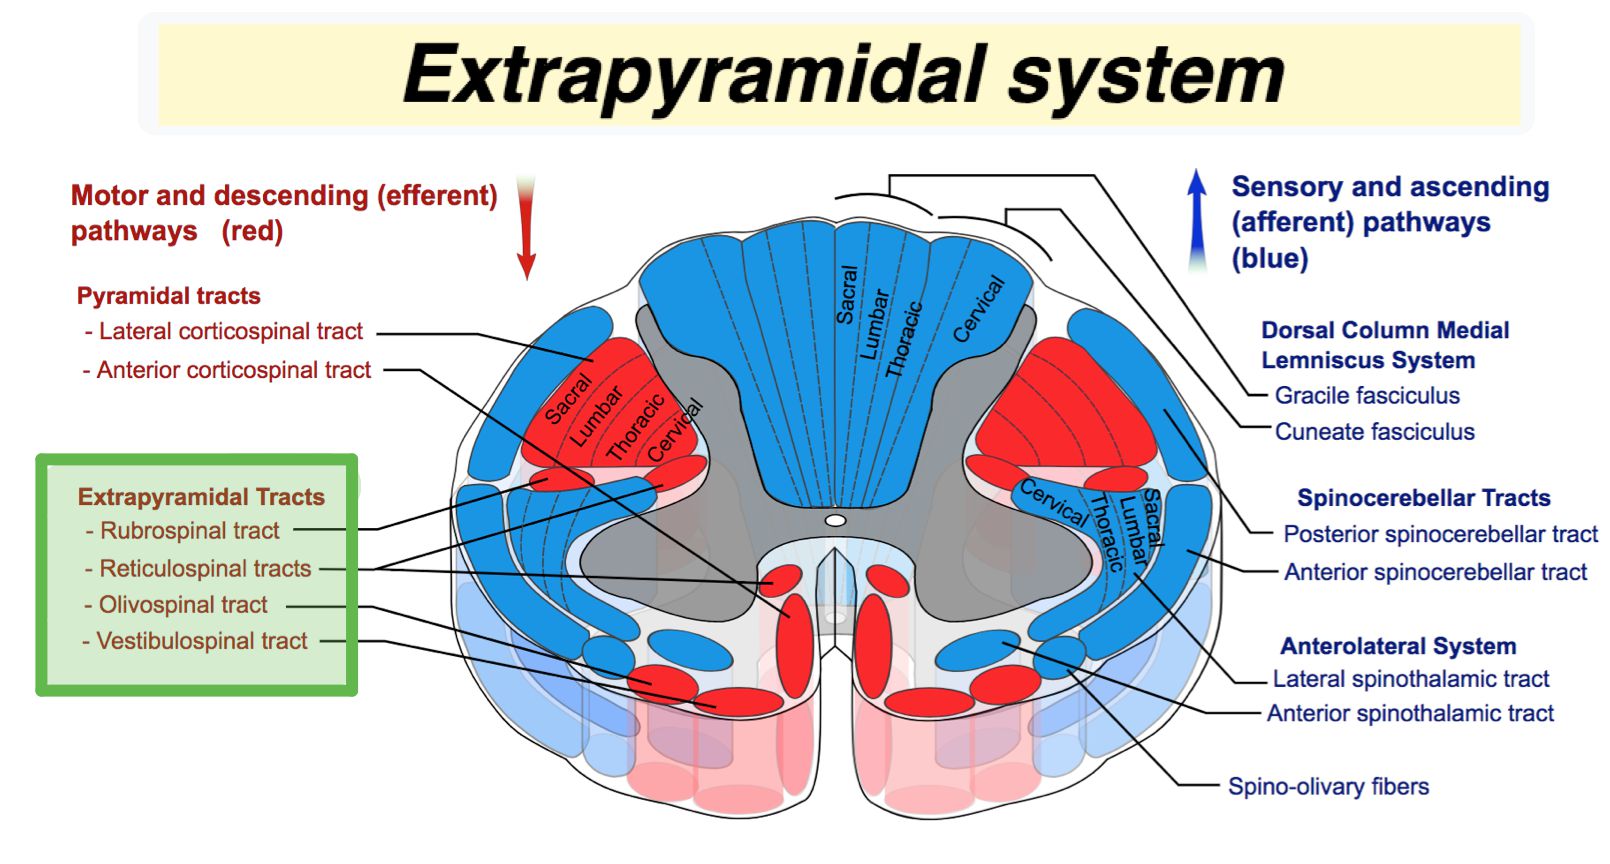 Extrapyramidal system
Motor and descending (efferent)
pathways (red)
Pyramidal tracts
- Lateral corticospinal tract
- Anterior corticospinal tract
Extrapyramidal Tracts
- Rubrospinal tract
- Reticulospinal tracts
- Olivospinal tract
- Vestibulospinal tract
Sacral
Lumbar
Thoracic
Cervical
Sacral
Lumbar
Thoracic
Cervical
Cervical
Thoracic
Lumbar
Sacral
Sensory and ascending
(afferent) pathways
(blue)
Dorsal Column Medial
Lemniscus System
Gracile fasciculus
Cuneate fasciculus
Spinocerebellar Tracts
Posterior spinocerebellar tract
Anterior spinocerebellar tract
Anterolateral System
Lateral spinothalamic tract
Anterior spinothalamic tract
Spino-olivary fibers